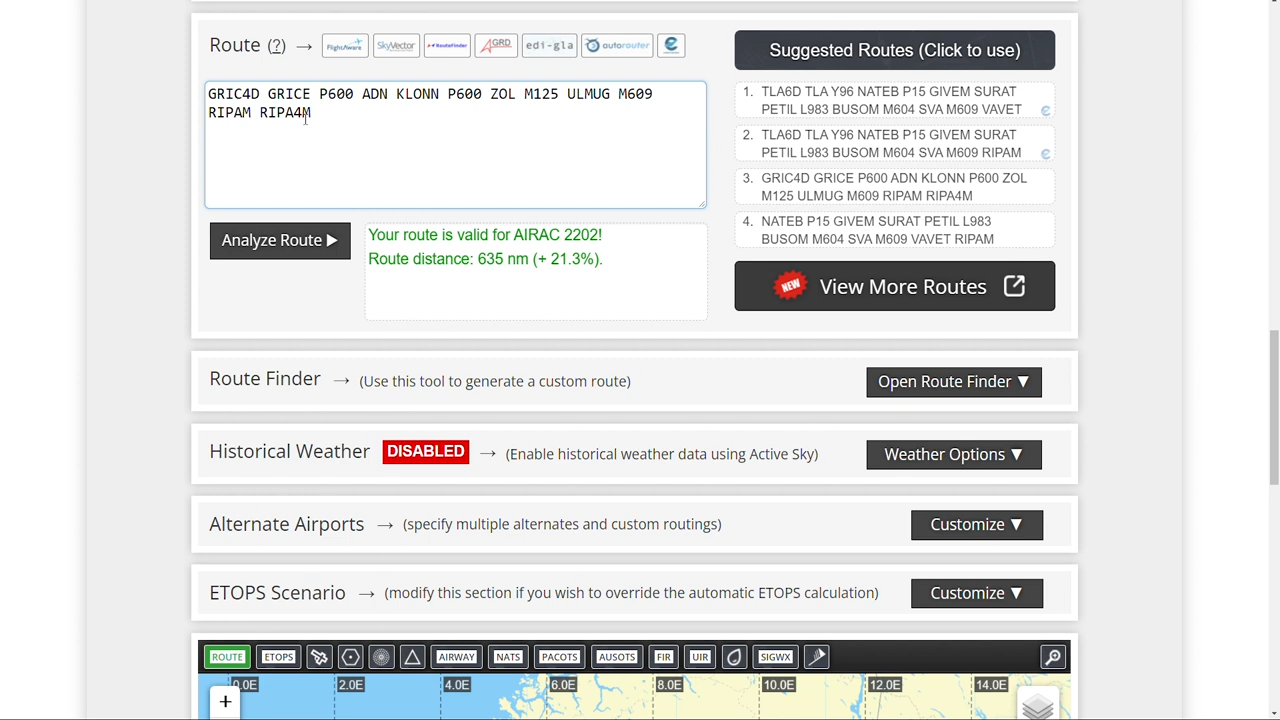 Route (?) → FlightAware SkyVector RouteFinder GRD edi-gla autorouter
Suggested Routes (Click to use)
GRIC4D GRICE P600 ADN KLONN P600 ZOL M125 ULMUG M609
RIPAM RIPA4M
1. TLA6D TLA Y96 NATEB P15 GIVEM SURAT
PETIL L983 BUSOM M604 SVA M609 VAVET
2. TLA6D TLA Y96 NATEB P15 GIVEM SURAT
PETIL L983 BUSOM M604 SVA M609 RIPAM
3. GRIC4D GRICE P600 ADN KLONN P600 ZOL
M125 ULMUG M609 RIPAM RIPA4M
4. NATEB P15 GIVEM SURAT PETIL L983
BUSOM M604 SVA M609 VAVET RIPAM
Analyze Route ▶
Your route is valid for AIRAC 2202!
Route distance: 635 nm (+ 21.3%).
NEW View More Routes
Route Finder → (Use this tool to generate a custom route)
Open Route Finder ▼
Historical Weather DISABLED → (Enable historical weather data using Active Sky)
Weather Options ▼
Alternate Airports → (specify multiple alternates and custom routings)
Customize ▼
ETOPS Scenario → (modify this section if you wish to override the automatic ETOPS calculation)
Customize ▼
ROUTE ETOPS AIRWAY NATS PACOTS AUSOTS FIR UIR SIGWX
0.0E 2.0E 4.0E 6.0E 8.0E 10.0E 12.0E 14.0E
+